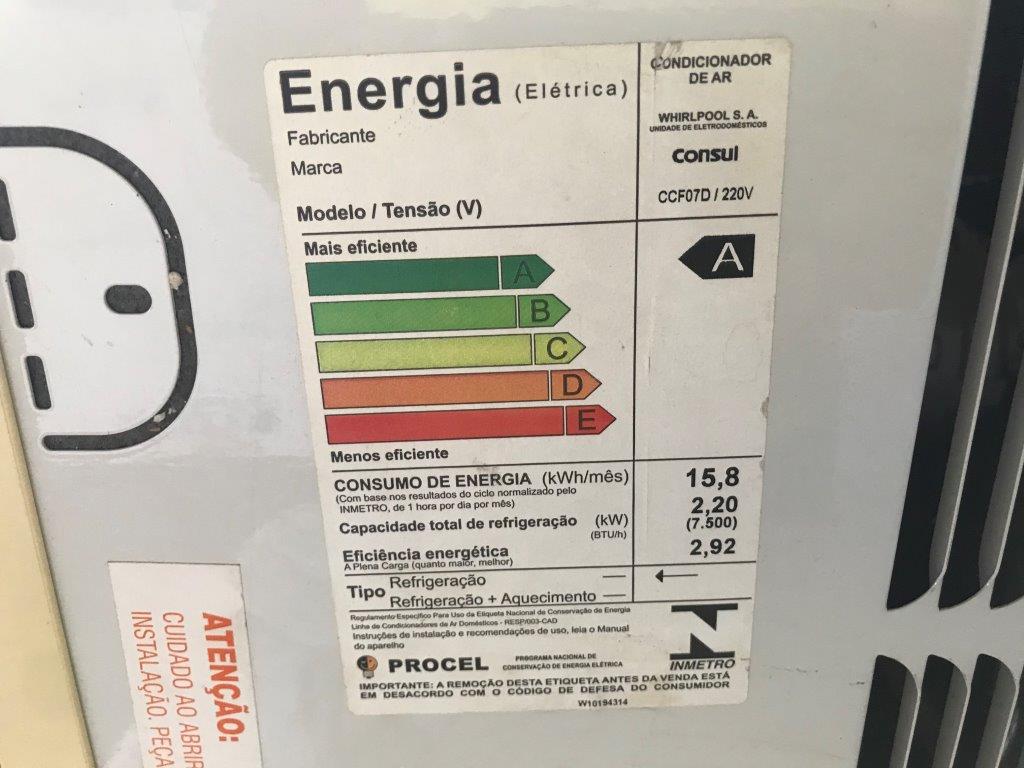 Energia (Elétrica)
CONDICIONADOR
DE AR
Fabricante
WHIRLPOOL S. A.
UNIDADE DE ELETRODOMÉSTICOS
Marca
consul
Modelo / Tensão (V)
CCF07D / 220V
Mais eficiente
A
A
B
C
D
E
Menos eficiente
CONSUMO DE ENERGIA (kWh/mês) 15,8
(Com base nos resultados do ciclo normalizado pelo
INMETRO, de 1 hora por dia por mês)
Capacidade total de refrigeração (kW) 2,20
(BTU/h) (7.500)
Eficiência energética 2,92
A Plena Carga (quanto maior, melhor)
Tipo
Refrigeração
Refrigeração + Aquecimento
Regulamento Específico Para Uso da Etiqueta Nacional de Conservação de Energia
Linha de Condicionadores de Ar Domésticos - RESP/003-CAD
Instruções de instalação e recomendações de uso, leia o Manual
do aparelho
PROCEL
PROGRAMA NACIONAL DE
CONSERVAÇÃO DE ENERGIA ELÉTRICA
INMETRO
IMPORTANTE: A REMOÇÃO DESTA ETIQUETA ANTES DA VENDA ESTÁ
EM DESACORDO COM O CÓDIGO DE DEFESA DO CONSUMIDOR
W10194314
ATENÇÃO:
CUIDADO AO ABRIR
INSTALAÇÃO. PEÇA